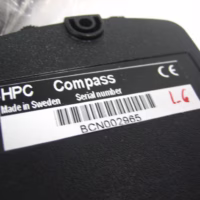 HPC Compass
CE
Made in Sweden Serial number
BCN002965
L6